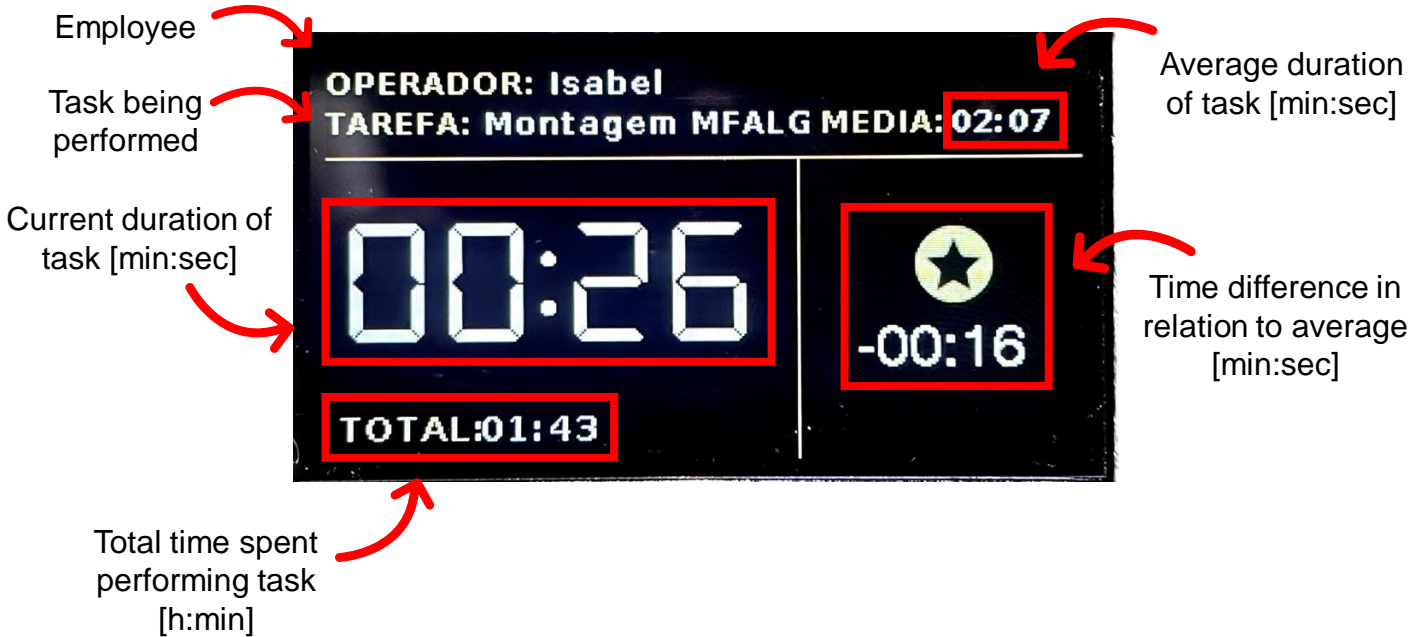 Employee
Task being
performed
Current duration of
task [min:sec]
OPERADOR: Isabel
TAREFA: Montagem MFALG MEDIA: 02:07
00:26
-00:16
TOTAL:01:43
Average duration
of task [min:sec]
Time difference in
relation to average
[min:sec]
Total time spent
performing task
[h:min]